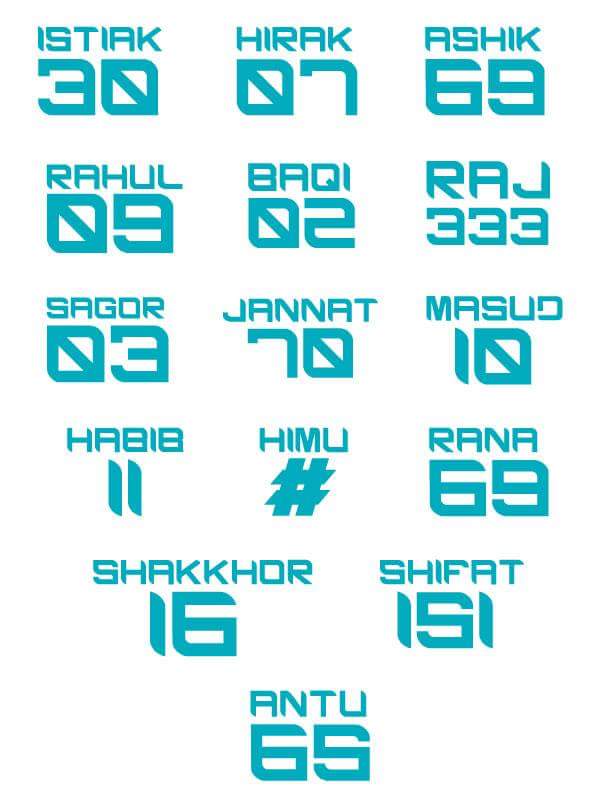 ISTIAK
30
HIRAK
07
ASHIK
69
RAHUL
09
BAQI
02
RAJ
333
SAGOR
03
JANNAT
70
MASUD
10
HABIB
11
HIMU
#
RANA
69
SHAKKHOR
16
SHIFAT
151
ANTU
65